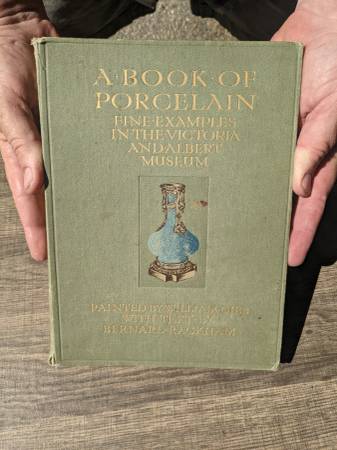 A·BOOK·OF
PORCELAIN
FINE·EXAMPLES
IN THE VICTORIA
AND ALBERT
MUSEUM
PAINTED BY WILLIAM GIBB
WITH TEXT BY
BERNARD·RACKHAM